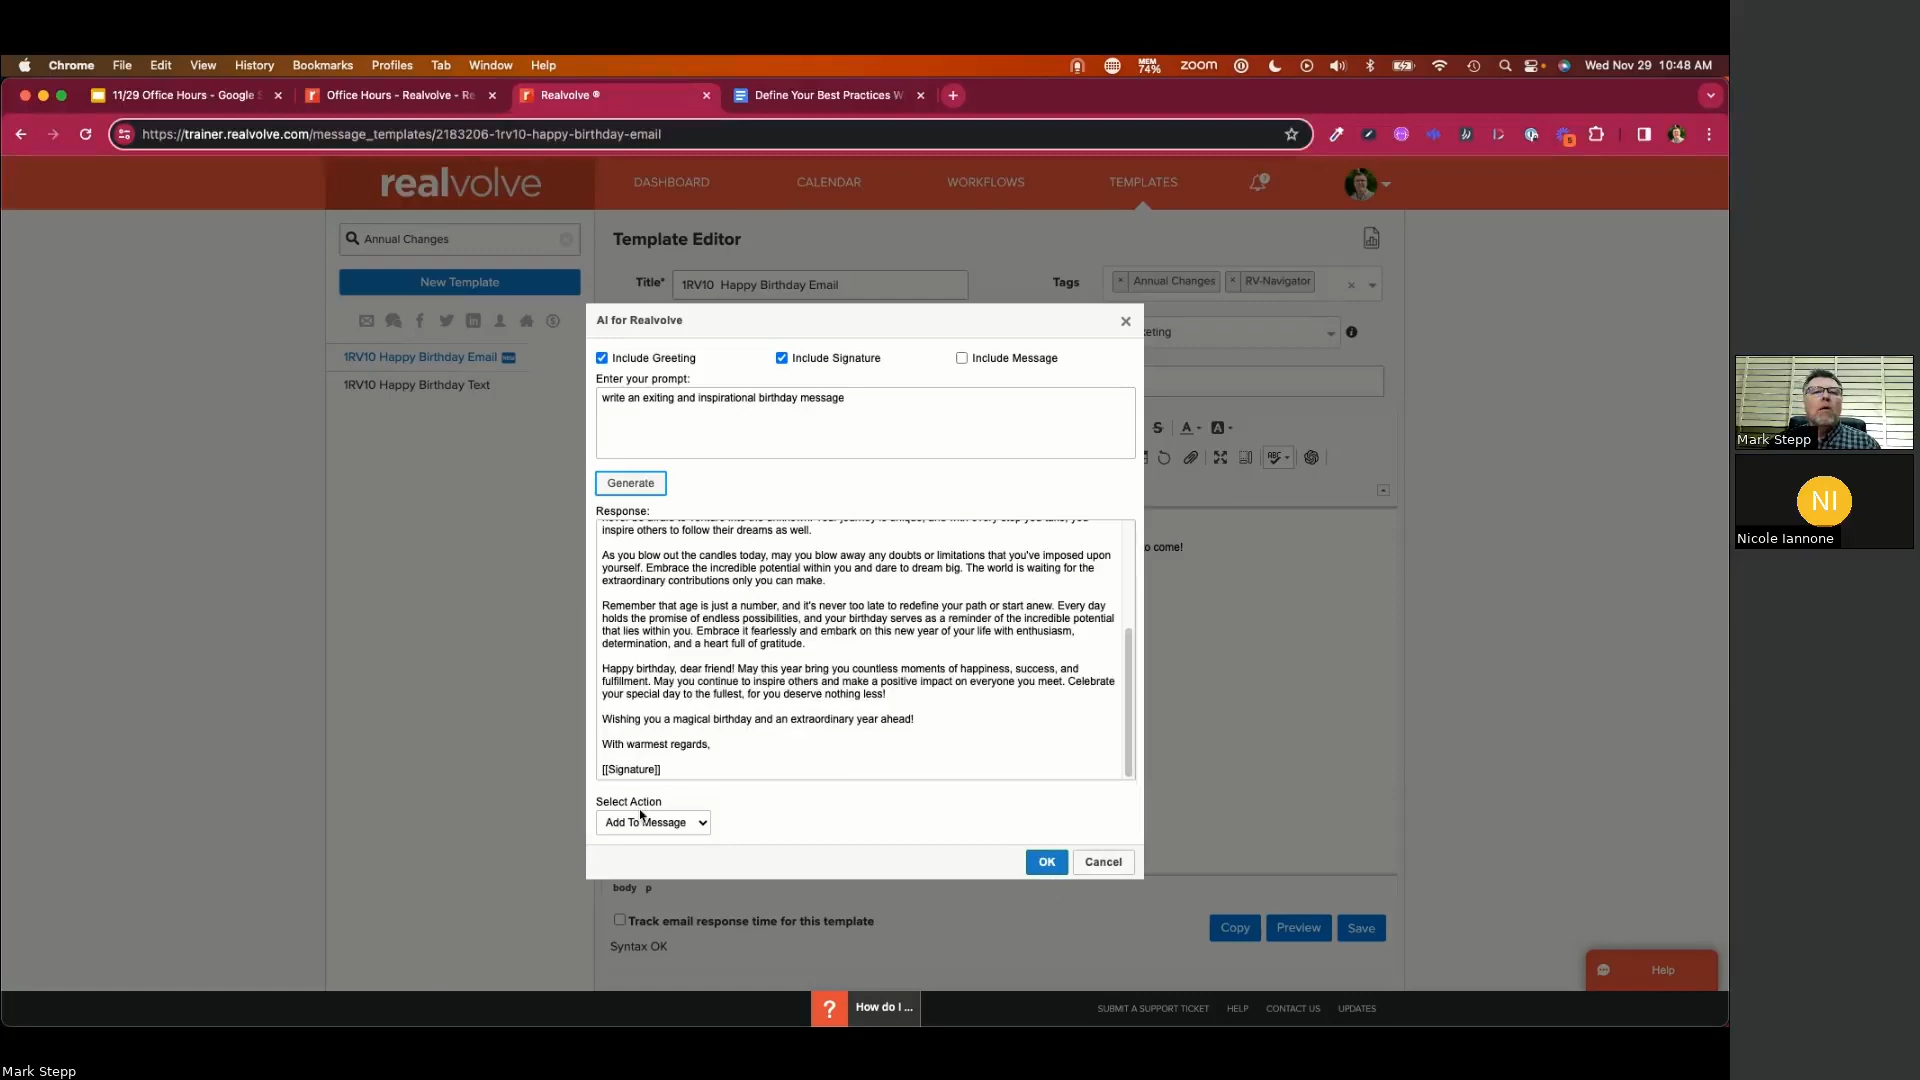 Chrome File Edit View History Bookmarks Profiles Tab Window Help MEM 74% zoom Wed Nov 29 10:48 AM
11/29 Office Hours - Google S Office Hours - Realvolve - Re Realvolve ® Define Your Best Practices W
https://trainer.realvolve.com/message_templates/2183206-1rv10-happy-birthday-email
5
realvolve DASHBOARD CALENDAR WORKFLOWS TEMPLATES
Annual Changes
Template Editor
New Template
Title* 1RV10 Happy Birthday Email Tags × Annual Changes × RV-Navigator
1RV10 Happy Birthday Email
1RV10 Happy Birthday Text
AI for Realvolve
eting
Include Greeting Include Signature Include Message
Enter your prompt:
write an exiting and inspirational birthday message
ABC
Generate
Response:
inspire others to follow their dreams as well.
o come!
As you blow out the candles today, may you blow away any doubts or limitations that you've imposed upon
yourself. Embrace the incredible potential within you and dare to dream big. The world is waiting for the
extraordinary contributions only you can make.
Remember that age is just a number, and it's never too late to redefine your path or start anew. Every day
holds the promise of endless possibilities, and your birthday serves as a reminder of the incredible potential
that lies within you. Embrace it fearlessly and embark on this new year of your life with enthusiasm,
determination, and a heart full of gratitude.
Happy birthday, dear friend! May this year bring you countless moments of happiness, success, and
fulfillment. May you continue to inspire others and make a positive impact on everyone you meet. Celebrate
your special day to the fullest, for you deserve nothing less!
Wishing you a magical birthday and an extraordinary year ahead!
With warmest regards,
[[Signature]]
Select Action
Add To Message
OK Cancel
body p
Track email response time for this template
Copy Preview Save
Syntax OK
Help
? How do I ...
SUBMIT A SUPPORT TICKET HELP CONTACT US UPDATES
Mark Stepp
NI
Nicole Iannone
Mark Stepp